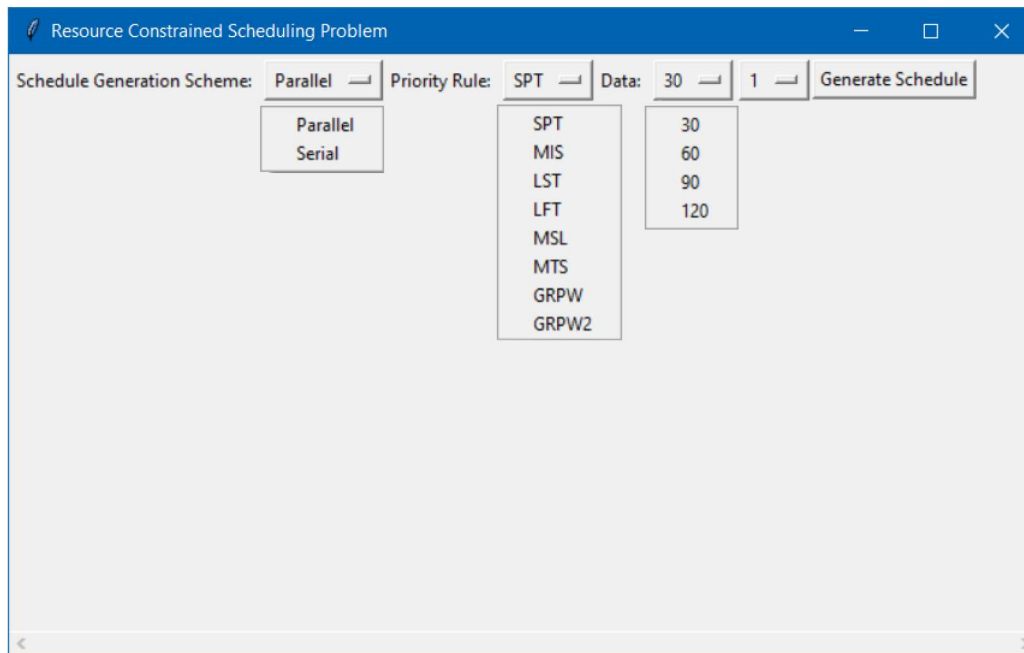 Resource Constrained Scheduling Problem
Schedule Generation Scheme: Parallel Priority Rule: SPT Data: 30 1 Generate Schedule
Parallel
Serial
SPT
MIS
LST
LFT
MSL
MTS
GRPW
GRPW2
30
60
90
120